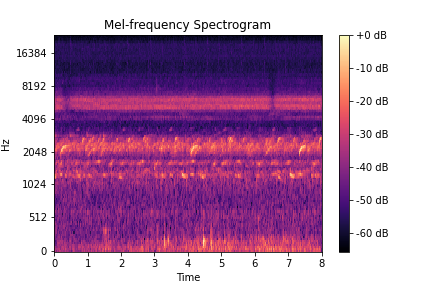 Mel-frequency Spectrogram
+0 dB
16384
-10 dB
8192
-20 dB
4096
-30 dB
Hz
2048
-40 dB
1024
-50 dB
512
-60 dB
0
0 1 2 3 4 5 6 7 8
Time